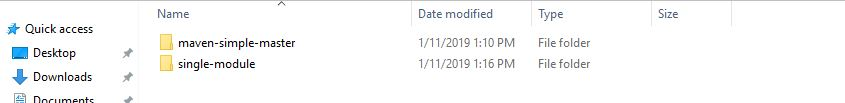 Name Date modified Type Size
Quick access
Desktop
maven-simple-master 1/11/2019 1:10 PM File folder
Downloads
single-module 1/11/2019 1:16 PM File folder
Documents